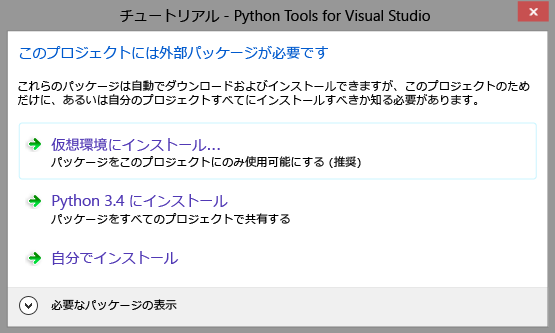 チュートリアル - Python Tools for Visual Studio
このプロジェクトには外部パッケージが必要です
これらのパッケージは自動でダウンロードおよびインストールできますが、このプロジェクトのため
だけに、あるいは自分のプロジェクトすべてにインストールすべきか知る必要があります。
仮想環境にインストール...
パッケージをこのプロジェクトにのみ使用可能にする (推奨)
Python 3.4 にインストール
パッケージをすべてのプロジェクトで共有する
自分でインストール
必要なパッケージの表示